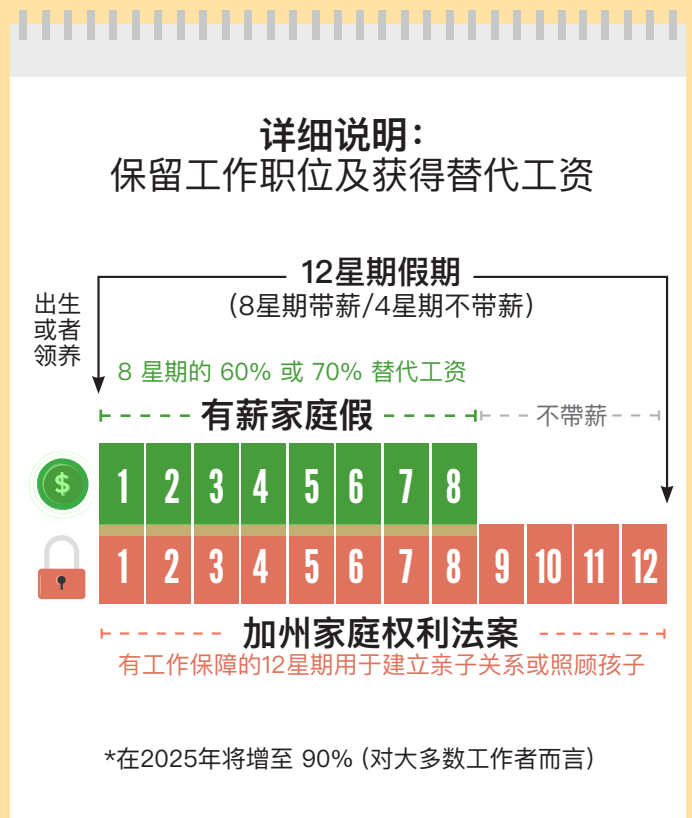 详细说明：
保留工作职位及获得替代工资
12星期假期
（8星期带薪/4星期不带薪）
出生
或者
领养
8 星期的 60% 或 70% 替代工资
有薪家庭假
不帶薪
$
1 2 3 4 5 6 7 8
1 2 3 4 5 6 7 8 9 10 11 12
加州家庭权利法案
有工作保障的12星期用于建立亲子关系或照顾孩子
*在2025年将增至 90% (对大多数工作者而言)